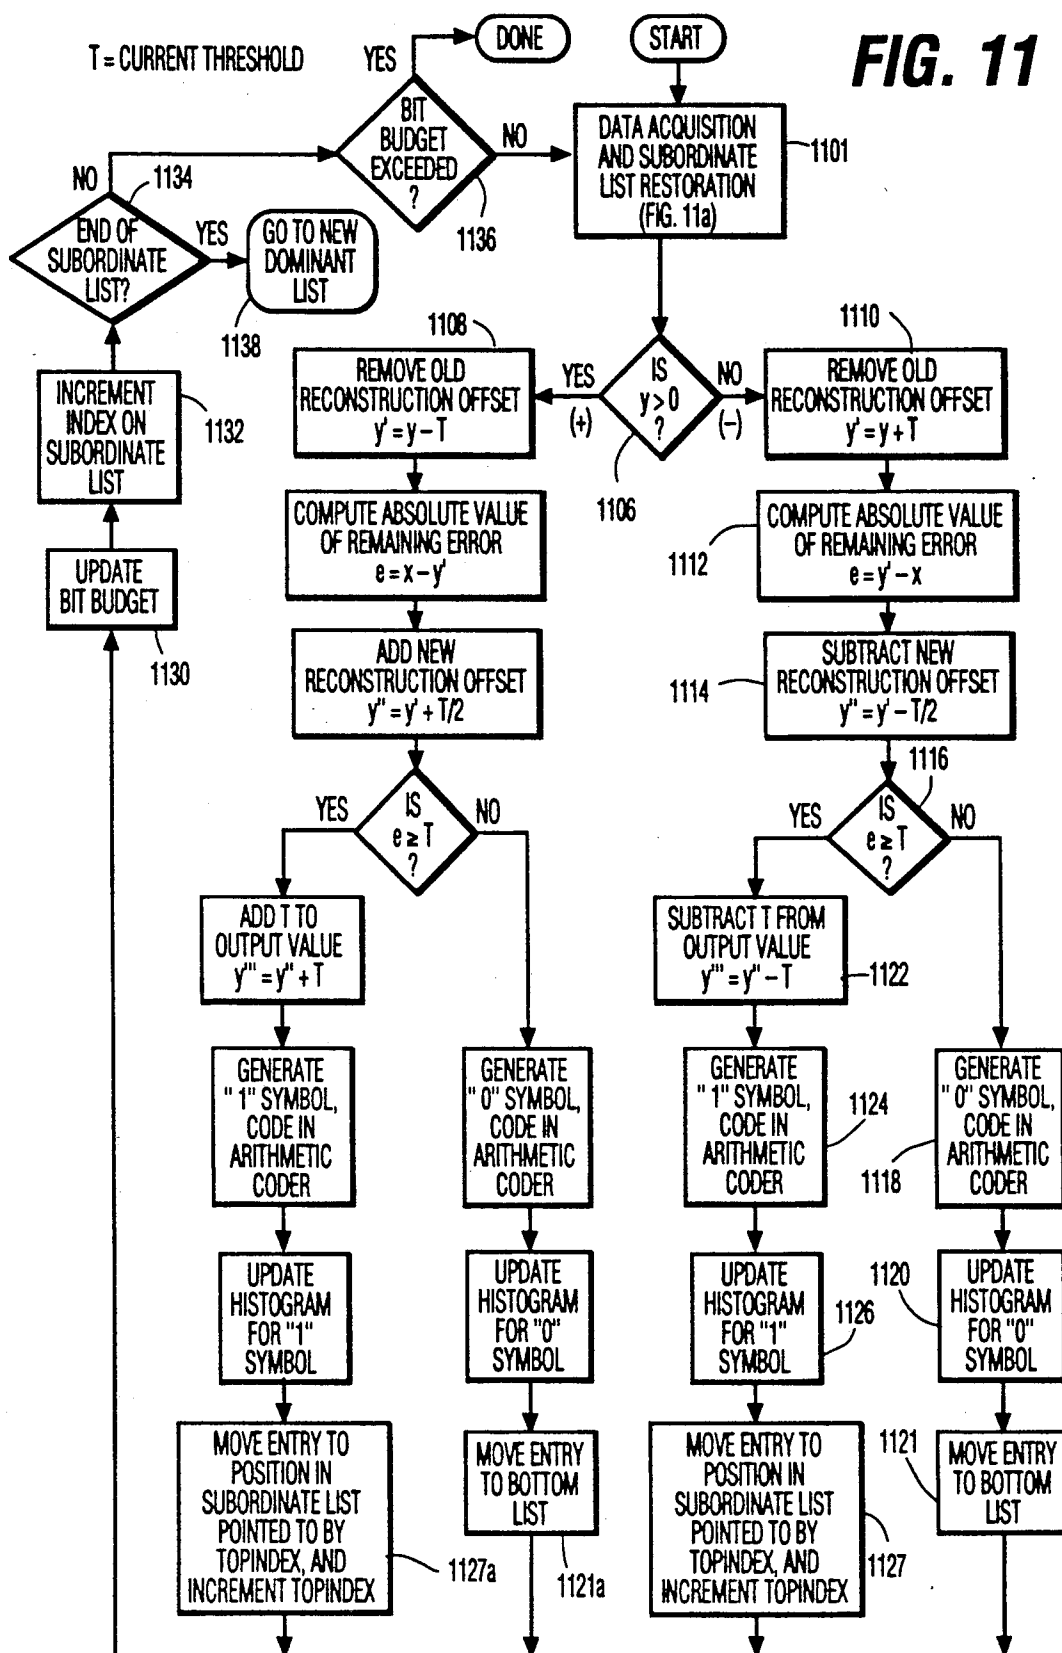 FIG. 11
T = CURRENT THRESHOLD
YES
DONE
START
BIT
BUDGET
EXCEEDED
?
NO
1136
DATA ACQUISITION
AND SUBORDINATE
LIST RESTORATION
(FIG. 11a)
1101
NO
1134
END OF
SUBORDINATE
LIST?
YES
GO TO NEW
DOMINANT
LIST
1138
INCREMENT
INDEX ON
SUBORDINATE
LIST
1132
UPDATE
BIT BUDGET
1130
IS
y > 0
?
1106
YES
(+)
NO
(–)
1108
REMOVE OLD
RECONSTRUCTION OFFSET
y' = y – T
1110
REMOVE OLD
RECONSTRUCTION OFFSET
y' = y + T
COMPUTE ABSOLUTE VALUE
OF REMAINING ERROR
e = x – y'
1112
COMPUTE ABSOLUTE VALUE
OF REMAINING ERROR
e = y' – x
ADD NEW
RECONSTRUCTION OFFSET
y" = y' + T/2
1114
SUBTRACT NEW
RECONSTRUCTION OFFSET
y" = y' – T/2
YES
IS
e ≥ T
?
NO
1116
YES
IS
e ≥ T
?
NO
ADD T TO
OUTPUT VALUE
y''' = y" + T
SUBTRACT T FROM
OUTPUT VALUE
y''' = y" – T
1122
GENERATE
" 1" SYMBOL,
CODE IN
ARITHMETIC
CODER
GENERATE
" 0" SYMBOL,
CODE IN
ARITHMETIC
CODER
GENERATE
" 1" SYMBOL,
CODE IN
ARITHMETIC
CODER
1124
GENERATE
" 0" SYMBOL,
CODE IN
ARITHMETIC
CODER
1118
UPDATE
HISTOGRAM
FOR "1"
SYMBOL
UPDATE
HISTOGRAM
FOR "0"
SYMBOL
UPDATE
HISTOGRAM
FOR "1"
SYMBOL
1126
UPDATE
HISTOGRAM
FOR "0"
SYMBOL
1120
MOVE ENTRY TO
POSITION IN
SUBORDINATE LIST
POINTED TO BY
TOPINDEX, AND
INCREMENT TOPINDEX
1127a
MOVE ENTRY
TO BOTTOM
LIST
1121a
MOVE ENTRY TO
POSITION IN
SUBORDINATE LIST
POINTED TO BY
TOPINDEX, AND
INCREMENT TOPINDEX
1127
MOVE ENTRY
TO BOTTOM
LIST
1121